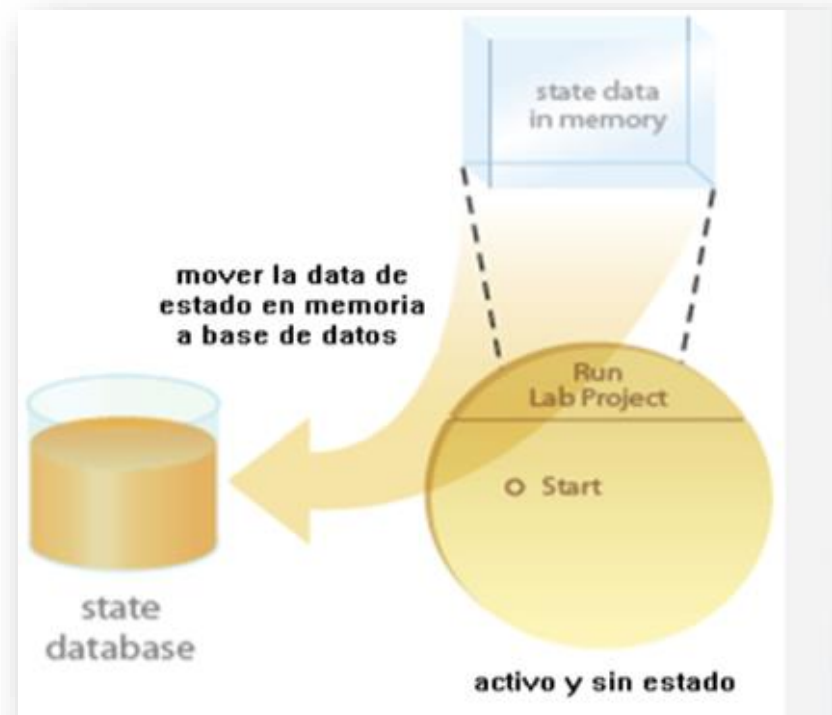 state data
in memory
mover la data de
estado en memoria
a base de datos
Run
Lab Project
Start
state
database
activo y sin estado